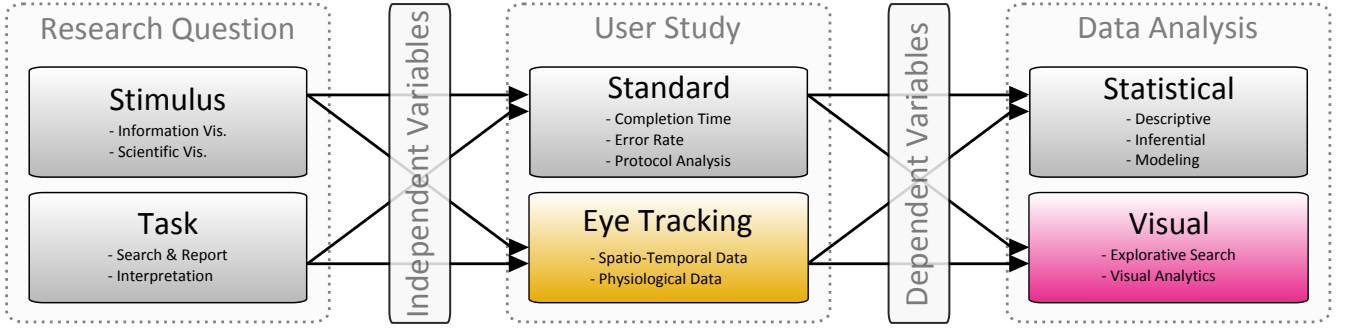 Research Question
Stimulus
- Information Vis.
- Scientific Vis.
Task
- Search & Report
- Interpretation
Independent Variables
User Study
Standard
- Completion Time
- Error Rate
- Protocol Analysis
Eye Tracking
- Spatio-Temporal Data
- Physiological Data
Dependent Variables
Data Analysis
Statistical
- Descriptive
- Inferential
- Modeling
Visual
- Explorative Search
- Visual Analytics